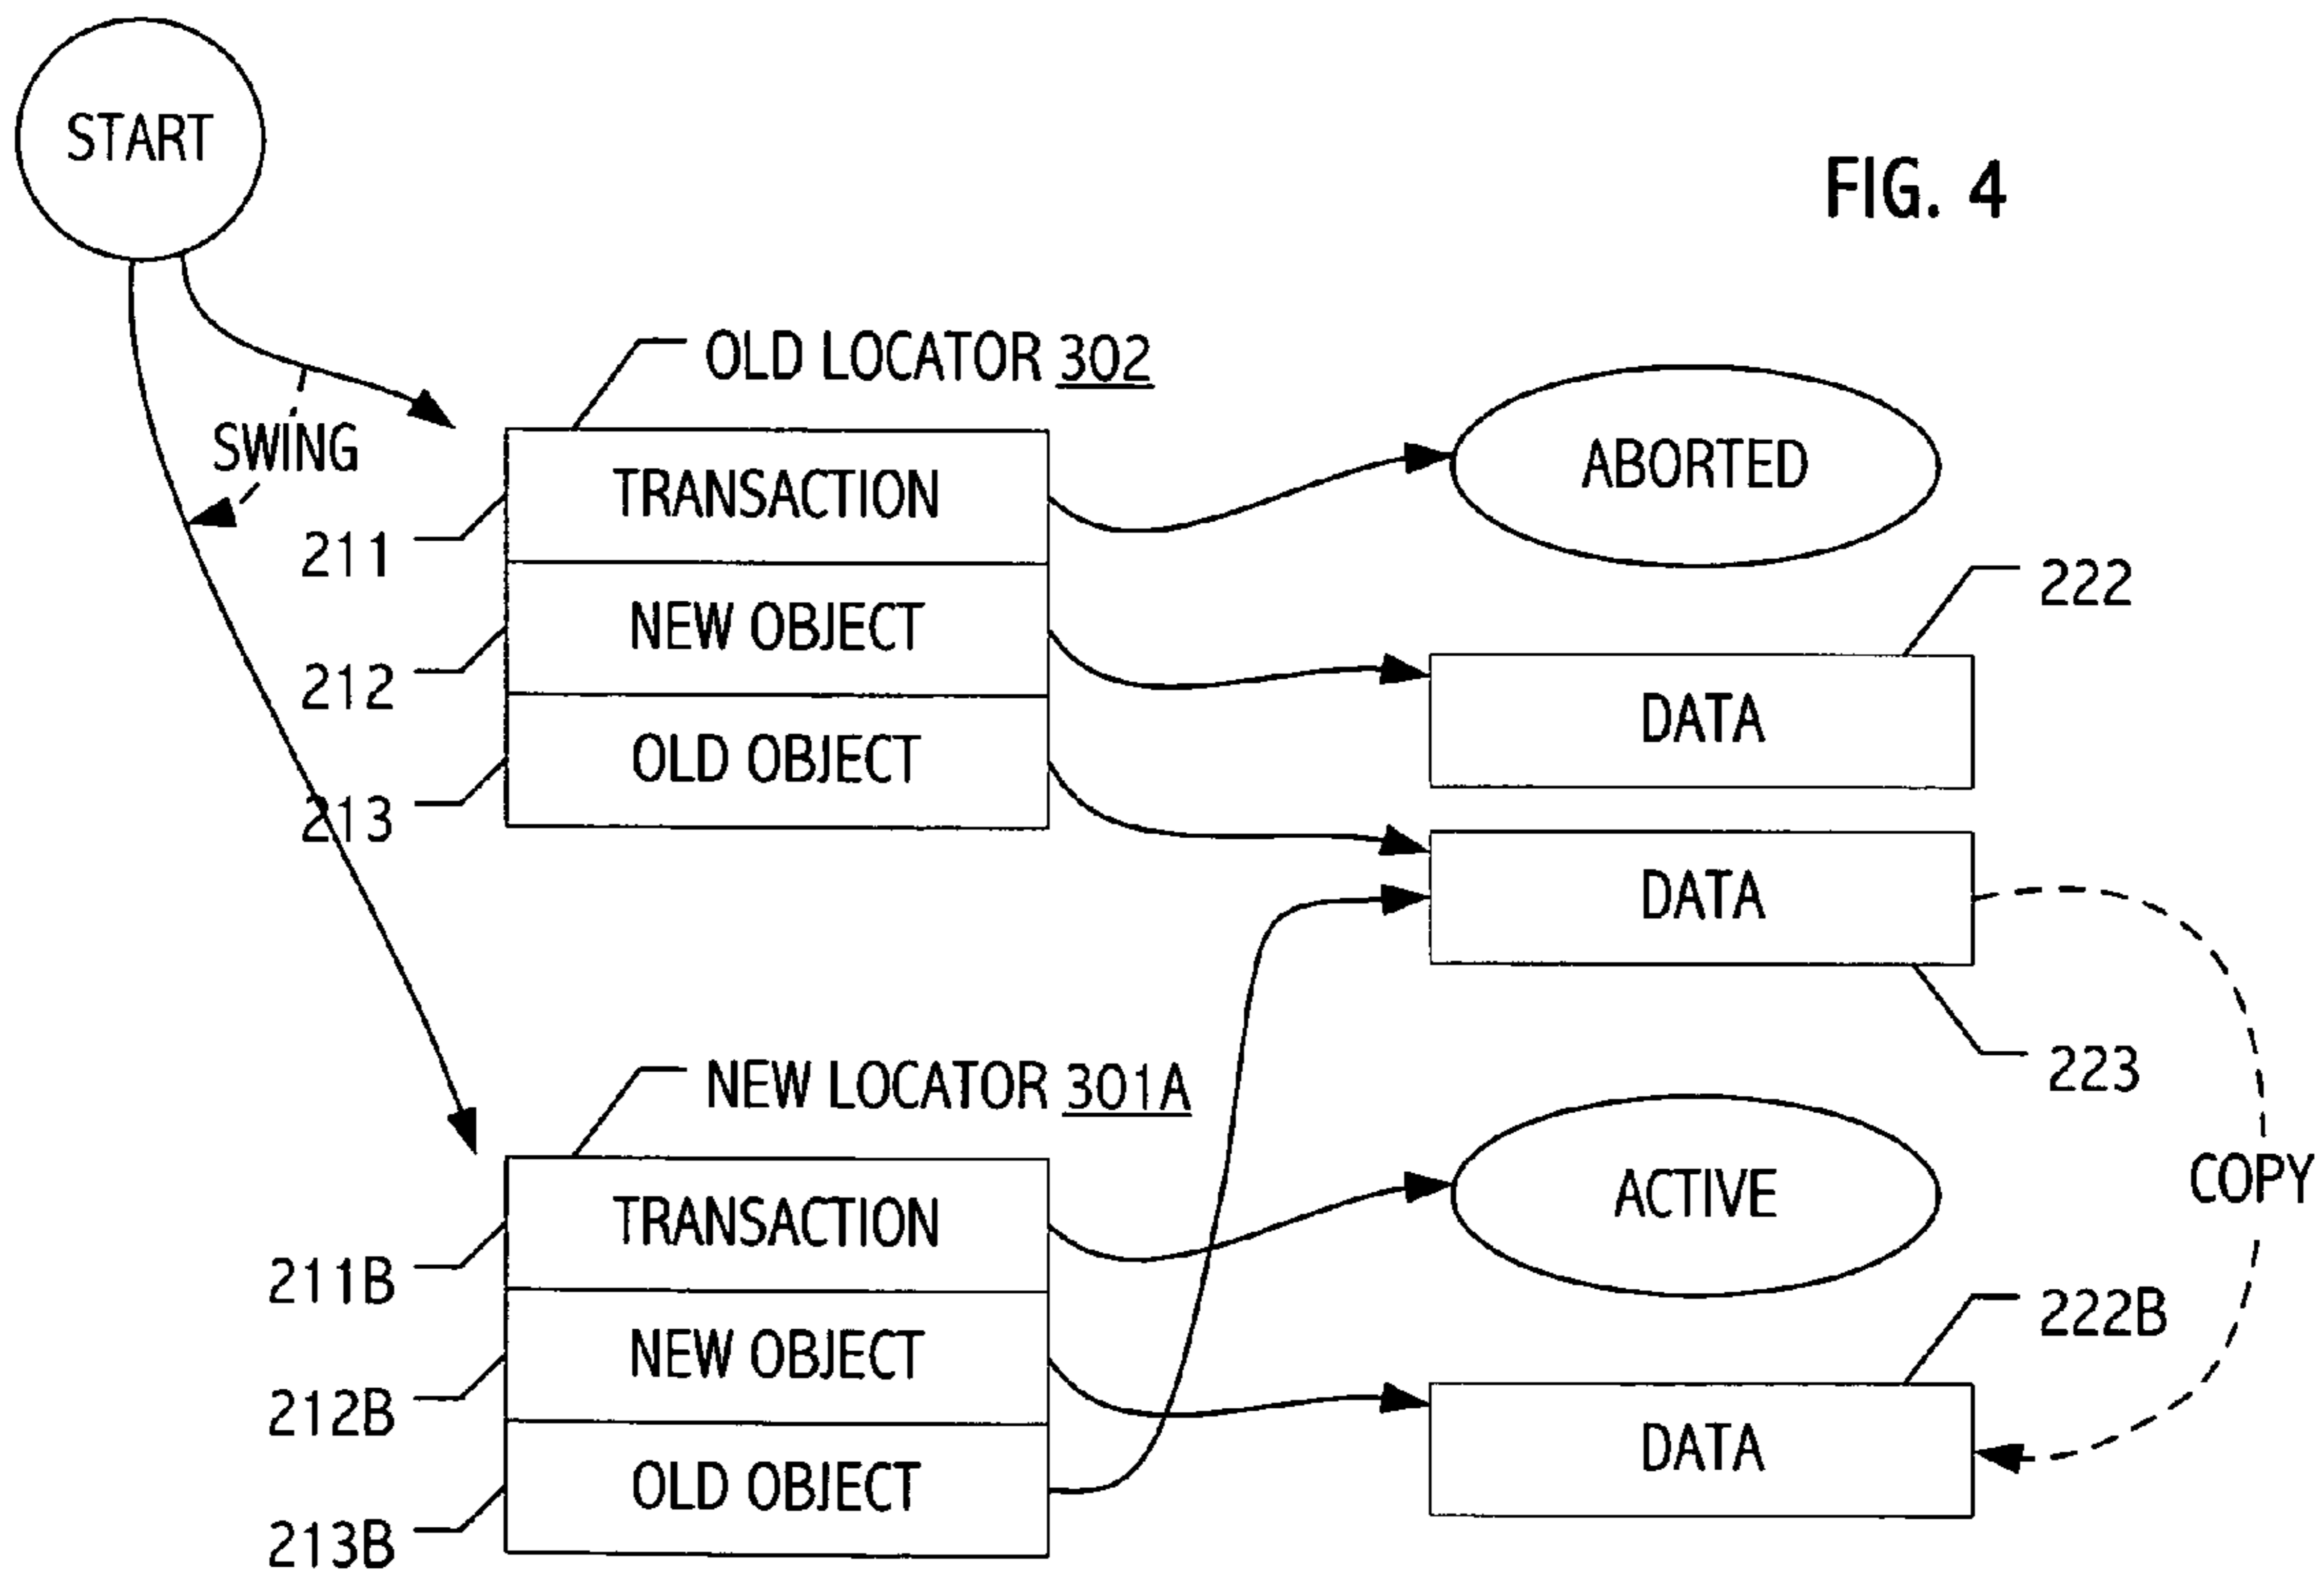 START
FIG. 4
OLD LOCATOR 302
SWING
TRANSACTION
ABORTED
211
NEW OBJECT
222
212
DATA
OLD OBJECT
213
DATA
223
NEW LOCATOR 301A
COPY
TRANSACTION
ACTIVE
211B
NEW OBJECT
222B
212B
DATA
OLD OBJECT
213B